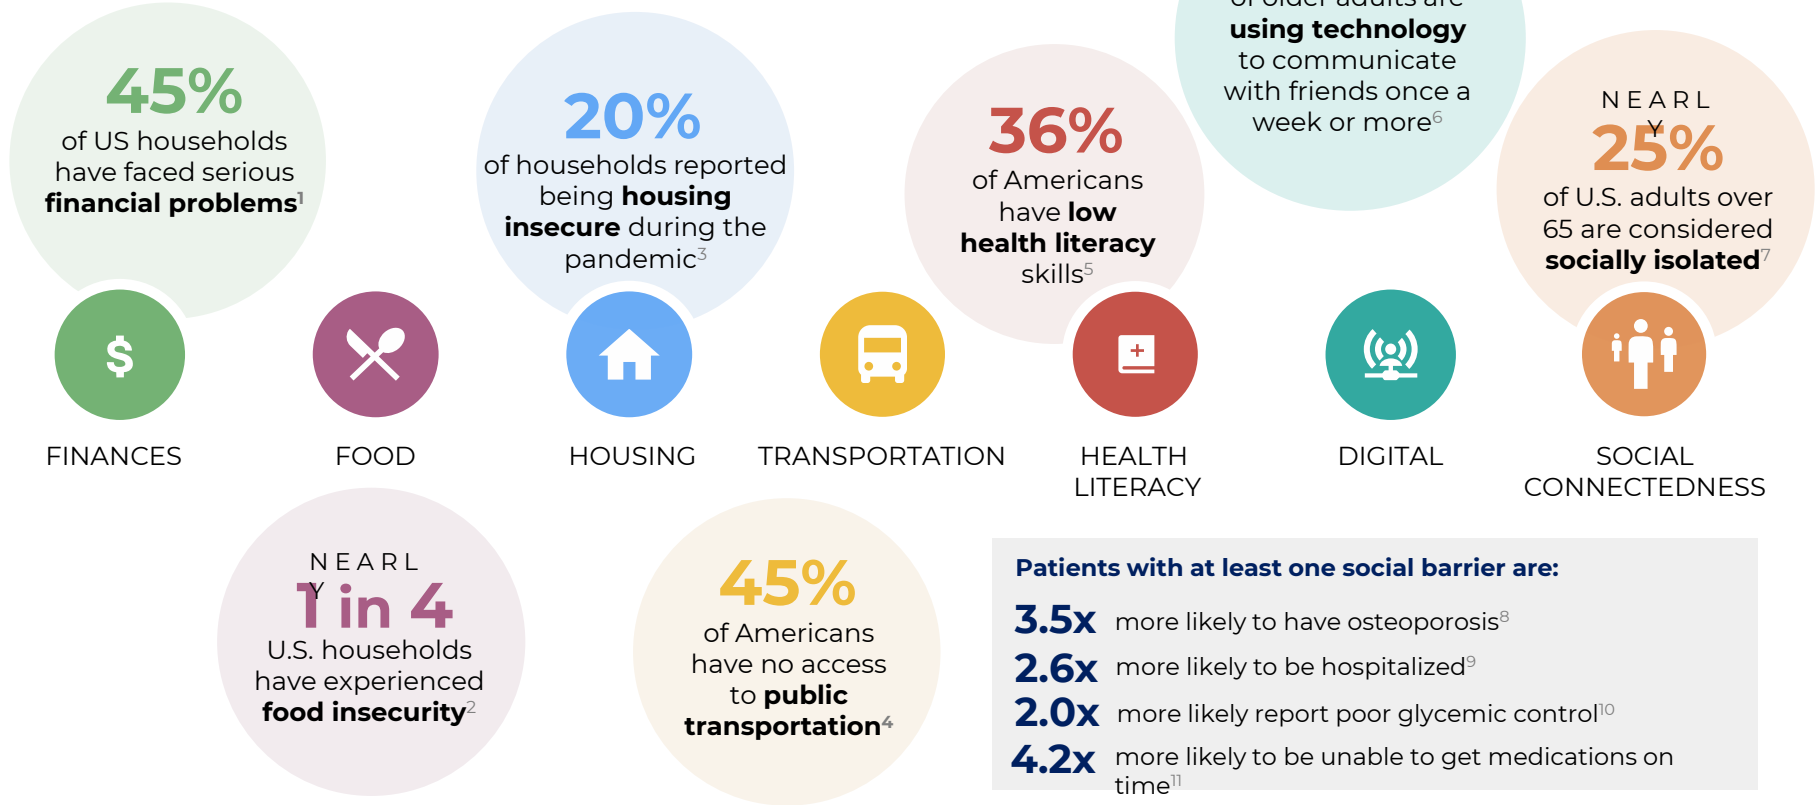 45%
of US households
have faced serious
financial problems1
20%
of households reported
being housing
insecure during the
pandemic3
36%
of Americans
have low
health literacy
skills5
of older adults are
using technology
to communicate
with friends once a
week or more6
NEARL
Y
25%
of U.S. adults over
65 are considered
socially isolated7
$
FINANCES
FOOD
HOUSING
TRANSPORTATION
HEALTH
LITERACY
DIGITAL
SOCIAL
CONNECTEDNESS
NEARL
Y
1 in 4
U.S. households
have experienced
food insecurity2
45%
of Americans
have no access
to public
transportation4
Patients with at least one social barrier are:
3.5x more likely to have osteoporosis8
2.6x more likely to be hospitalized9
2.0x more likely report poor glycemic control10
4.2x more likely to be unable to get medications on
time11